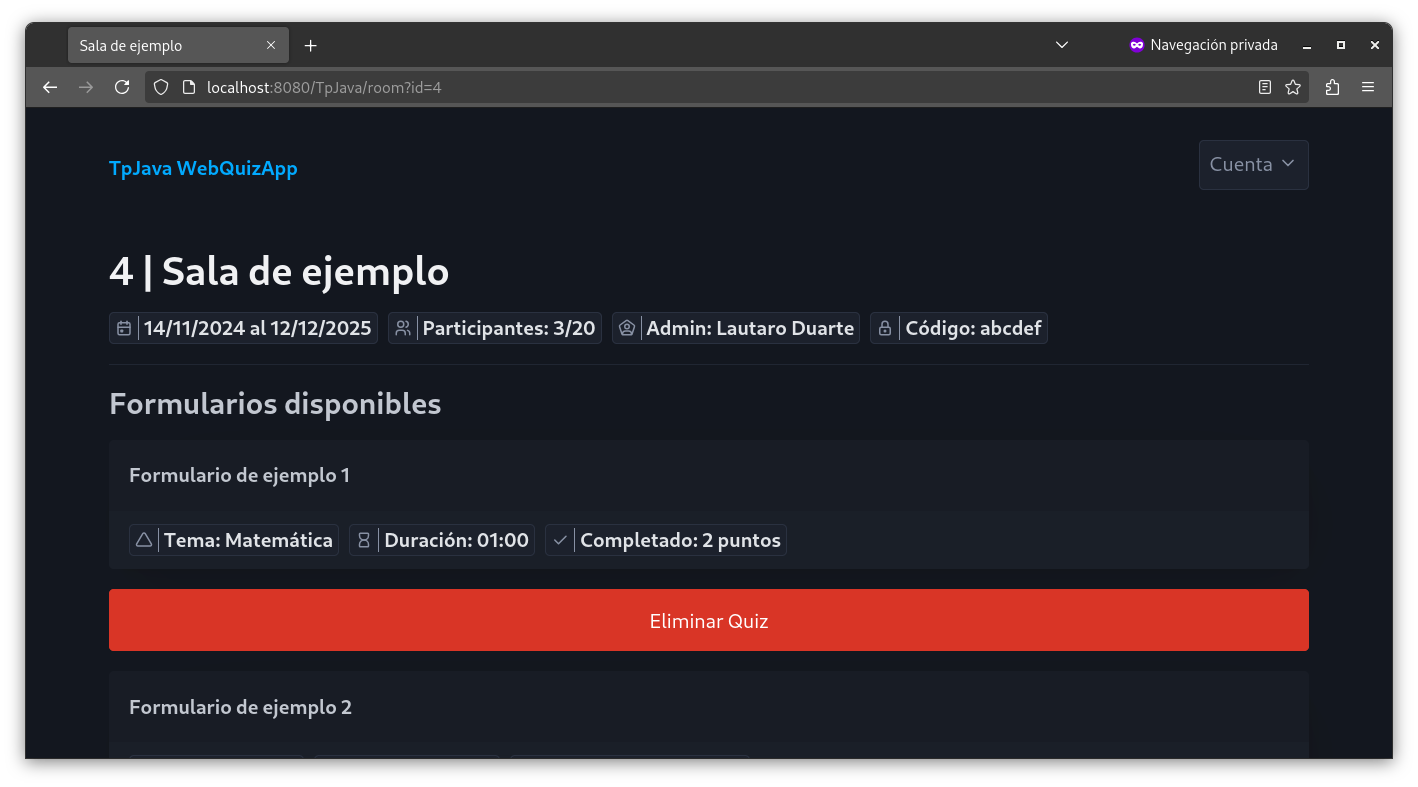 Sala de ejemplo
Navegación privada
localhost:8080/TpJava/room?id=4
TpJava WebQuizApp
Cuenta
4 | Sala de ejemplo
14/11/2024 al 12/12/2025
Participantes: 3/20
Admin: Lautaro Duarte
Código: abcdef
Formularios disponibles
Formulario de ejemplo 1
Tema: Matemática
Duración: 01:00
Completado: 2 puntos
Eliminar Quiz
Formulario de ejemplo 2